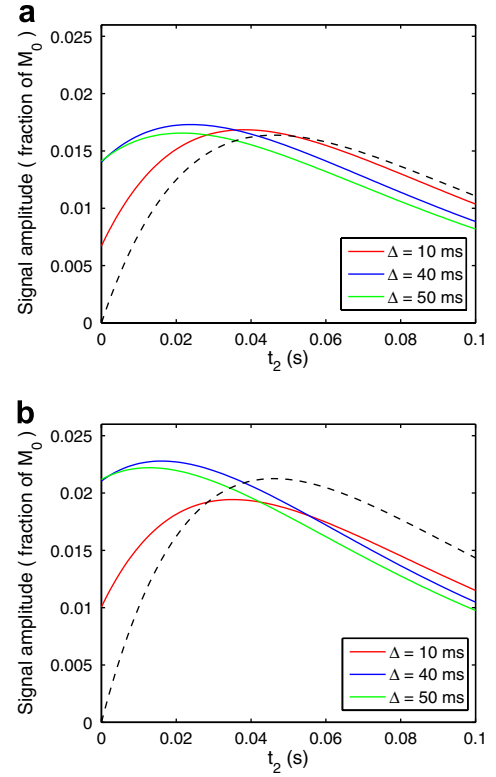 a
Signal amplitude ( fraction of M₀ )
0.025
0.02
0.015
0.01
0.005
0
0 0.02 0.04 0.06 0.08 0.1
t₂ (s)
Δ = 10 ms
Δ = 40 ms
Δ = 50 ms
b
Signal amplitude ( fraction of M₀ )
0.025
0.02
0.015
0.01
0.005
0
0 0.02 0.04 0.06 0.08 0.1
t₂ (s)
Δ = 10 ms
Δ = 40 ms
Δ = 50 ms